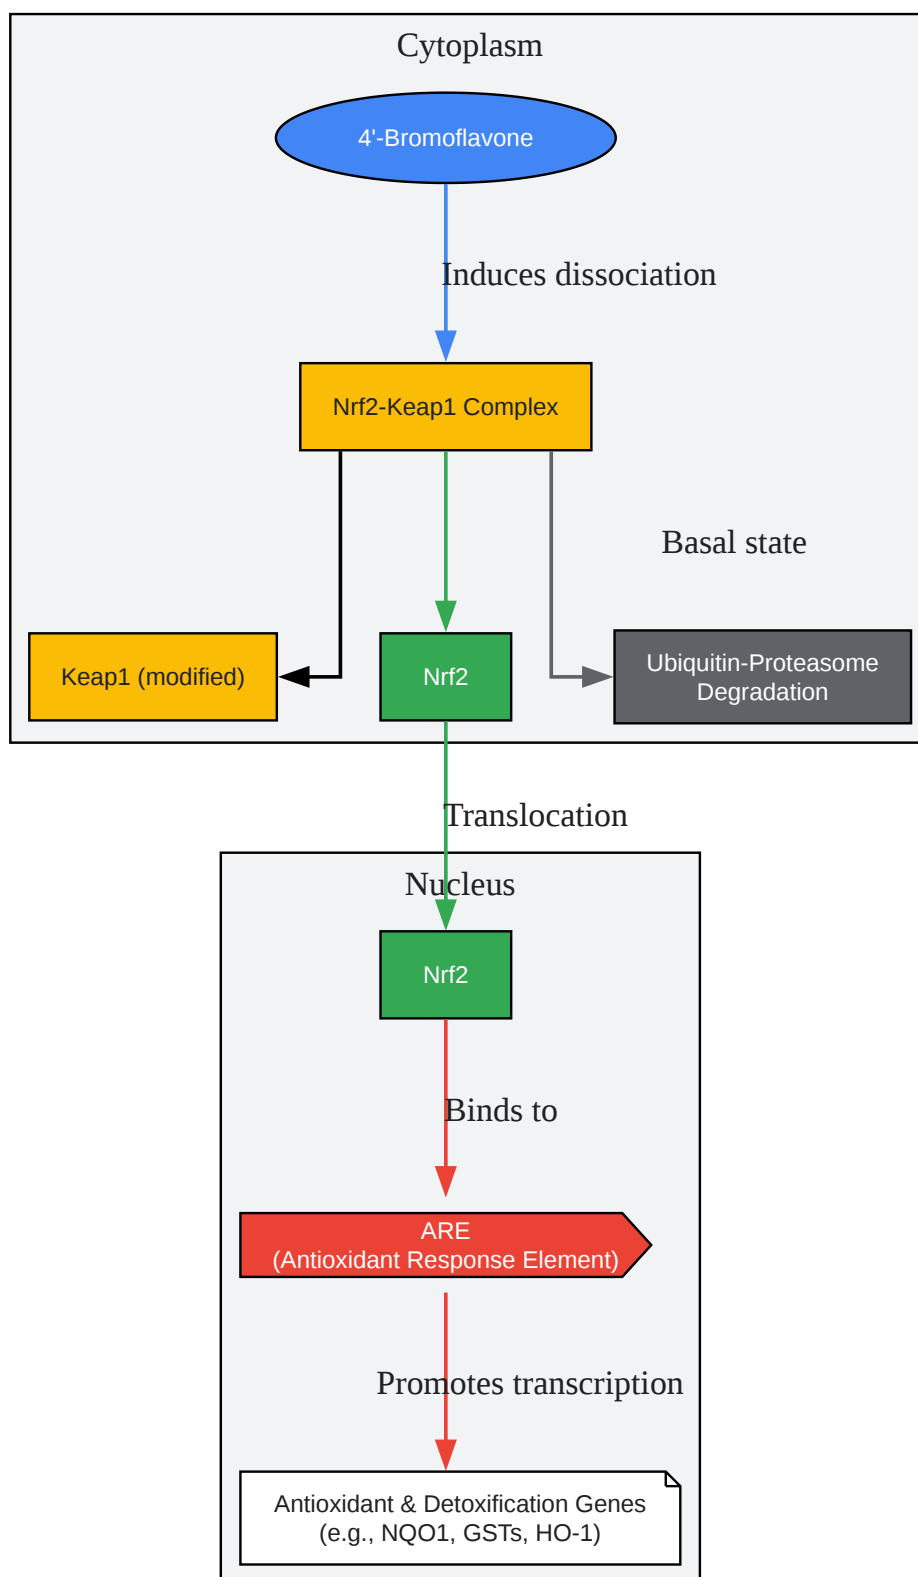 Cytoplasm
4'-Bromoflavone
Induces dissociation
Nrf2-Keap1 Complex
Basal state
Keap1 (modified)
Nrf2
Ubiquitin-Proteasome
Degradation
Translocation
Nucleus
Nrf2
Binds to
ARE
(Antioxidant Response Element)
Promotes transcription
Antioxidant & Detoxification Genes
(e.g., NQO1, GSTs, HO-1)